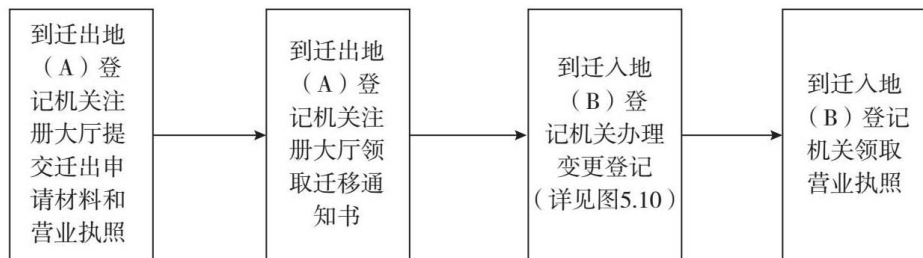 到迁出地
（A）登
记机关注
册大厅提
交迁出申
请材料和
营业执照
到迁出地
（A）登
记机关注
册大厅领
取迁移通
知书
到迁入地
（B）登
记机关办理
变更登记
（详见图5.10）
到迁入地
（B）登记
机关领取
营业执照